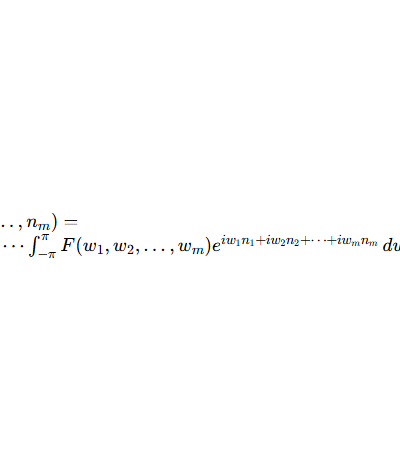 . . , n_m) =
⋯ ∫_{-π}^{π} F(w_1, w_2, . . . , w_m)e^{iw_1n_1+iw_2n_2+⋯+iw_mn_m} dw